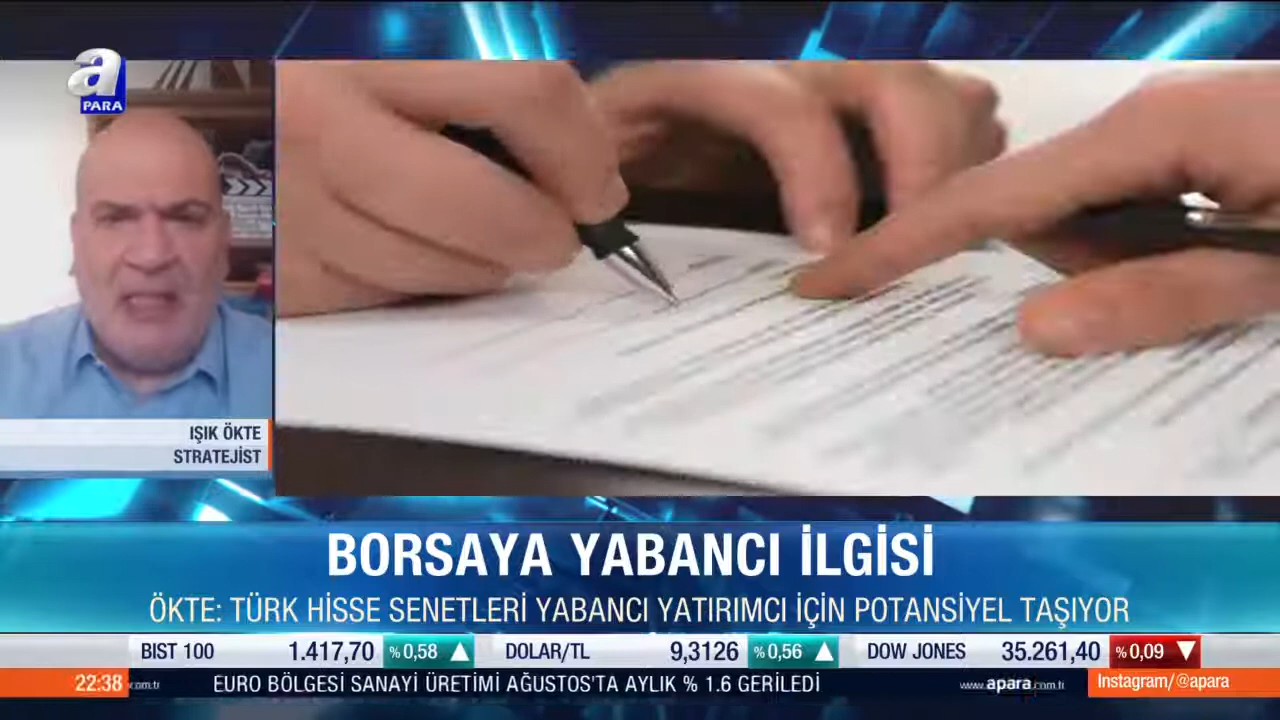 a
PARA
IŞIK ÖKTE
STRATEJİST
BORSAYA YABANCI İLGİSİ
ÖKTE: TÜRK HİSSE SENETLERİ YABANCI YATIRIMCI İÇİN POTANSİYEL TAŞIYOR
BIST 100 1.417,70 %0,58 DOLAR/TL 9,3126 %0,56 DOW JONES 35.261,40 %0,09
22:38 .com.tr EURO BÖLGESİ SANAYİ ÜRETİMİ AĞUSTOS'TA AYLIK % 1.6 GERİLEDİ www.apara.com.tr Instagram/@apara